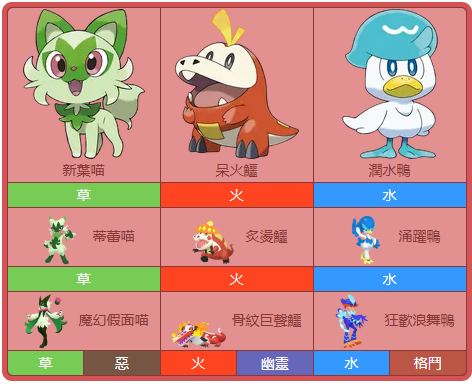 新葉喵 呆火鱷 潤水鴨
草 火 水
蒂蕾喵 炙燙鱷 涌躍鴨
草 火 水
魔幻假面喵 骨紋巨聲鱷 狂歡浪舞鴨
草 惡 火 幽靈 水 格鬥